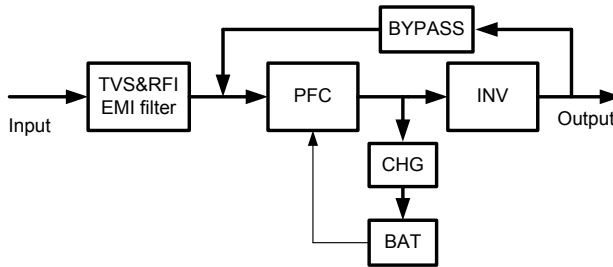 BYPASS
TVS&RFI
EMI filter
PFC
INV
Input
Output
CHG
BAT